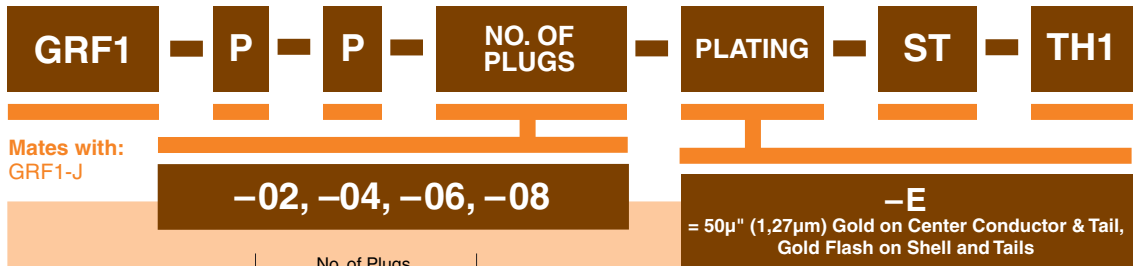 GRF1 – P – P – NO. OF PLUGS – PLATING – ST – TH1
Mates with:
GRF1-J
–02, –04, –06, –08
–E
= 50µ" (1,27µm) Gold on Center Conductor & Tail,
Gold Flash on Shell and Tails
No. of Plugs